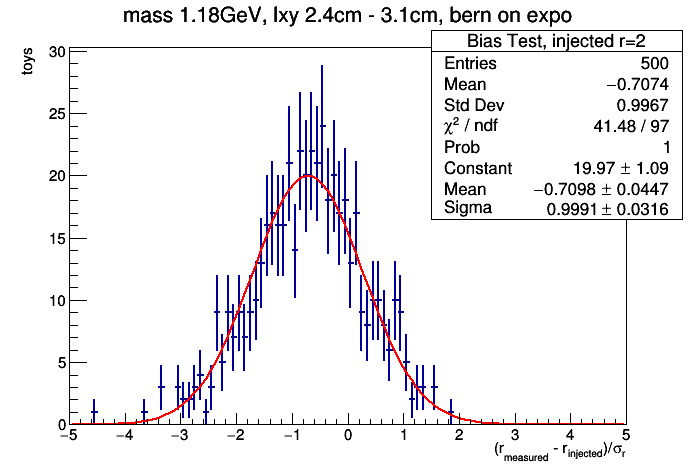 mass 1.18GeV, lxy 2.4cm - 3.1cm, bern on expo
Bias Test, injected r=2
Entries 500
Mean −0.7074
Std Dev 0.9967
χ² / ndf 41.48 / 97
Prob 1
Constant 19.97 ± 1.09
Mean −0.7098 ± 0.0447
Sigma 0.9991 ± 0.0316
toys
30
25
20
15
10
5
0
−5 −4 −3 −2 −1 0 1 2 3 4 5
(r_measured - r_injected)/σ_r